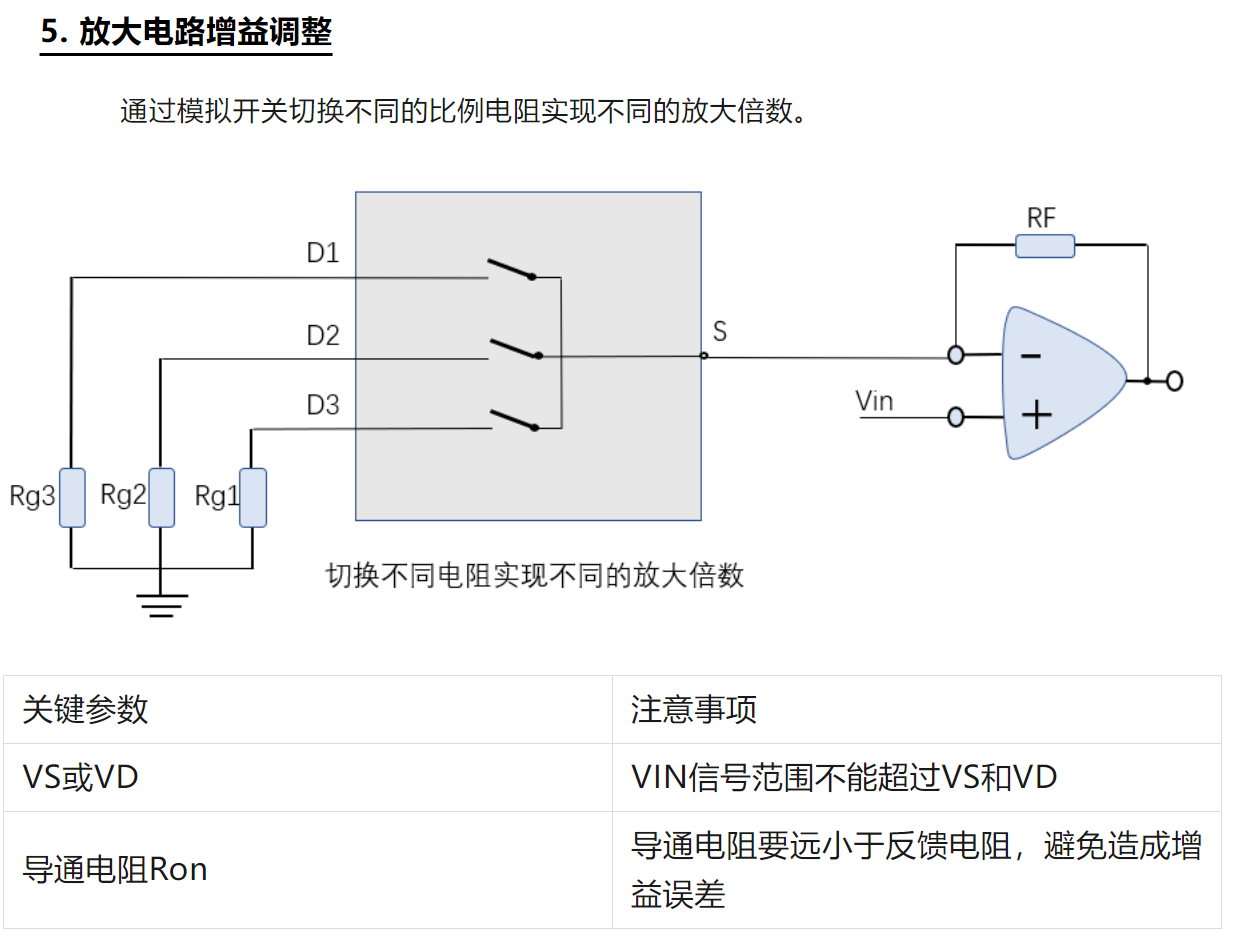 5. 放大电路增益调整
通过模拟开关切换不同的比例电阻实现不同的放大倍数。
RF
D1
D2
S
D3
Vin
−
+
Rg3
Rg2
Rg1
切换不同电阻实现不同的放大倍数
关键参数
注意事项
VS或VD
VIN信号范围不能超过VS和VD
导通电阻Ron
导通电阻要远小于反馈电阻，避免造成增
益误差